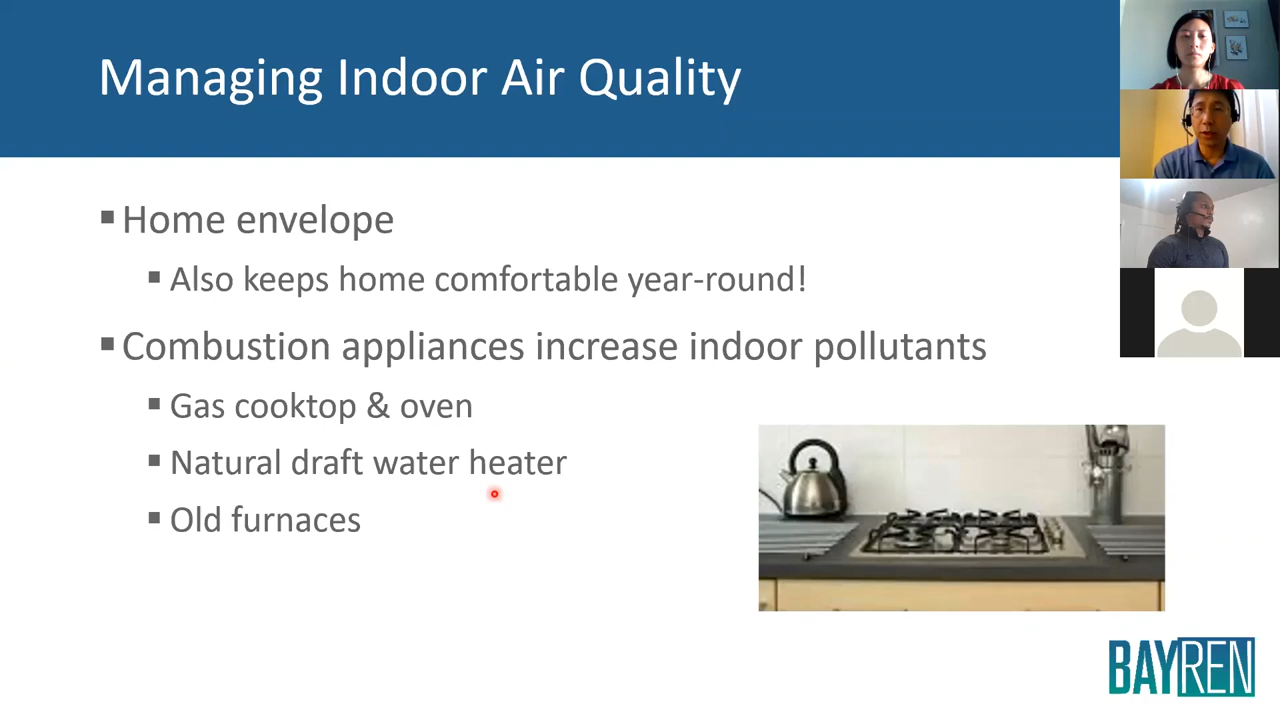 Managing Indoor Air Quality
Home envelope
Also keeps home comfortable year-round!
Combustion appliances increase indoor pollutants
Gas cooktop & oven
Natural draft water heater
Old furnaces
BAYREN